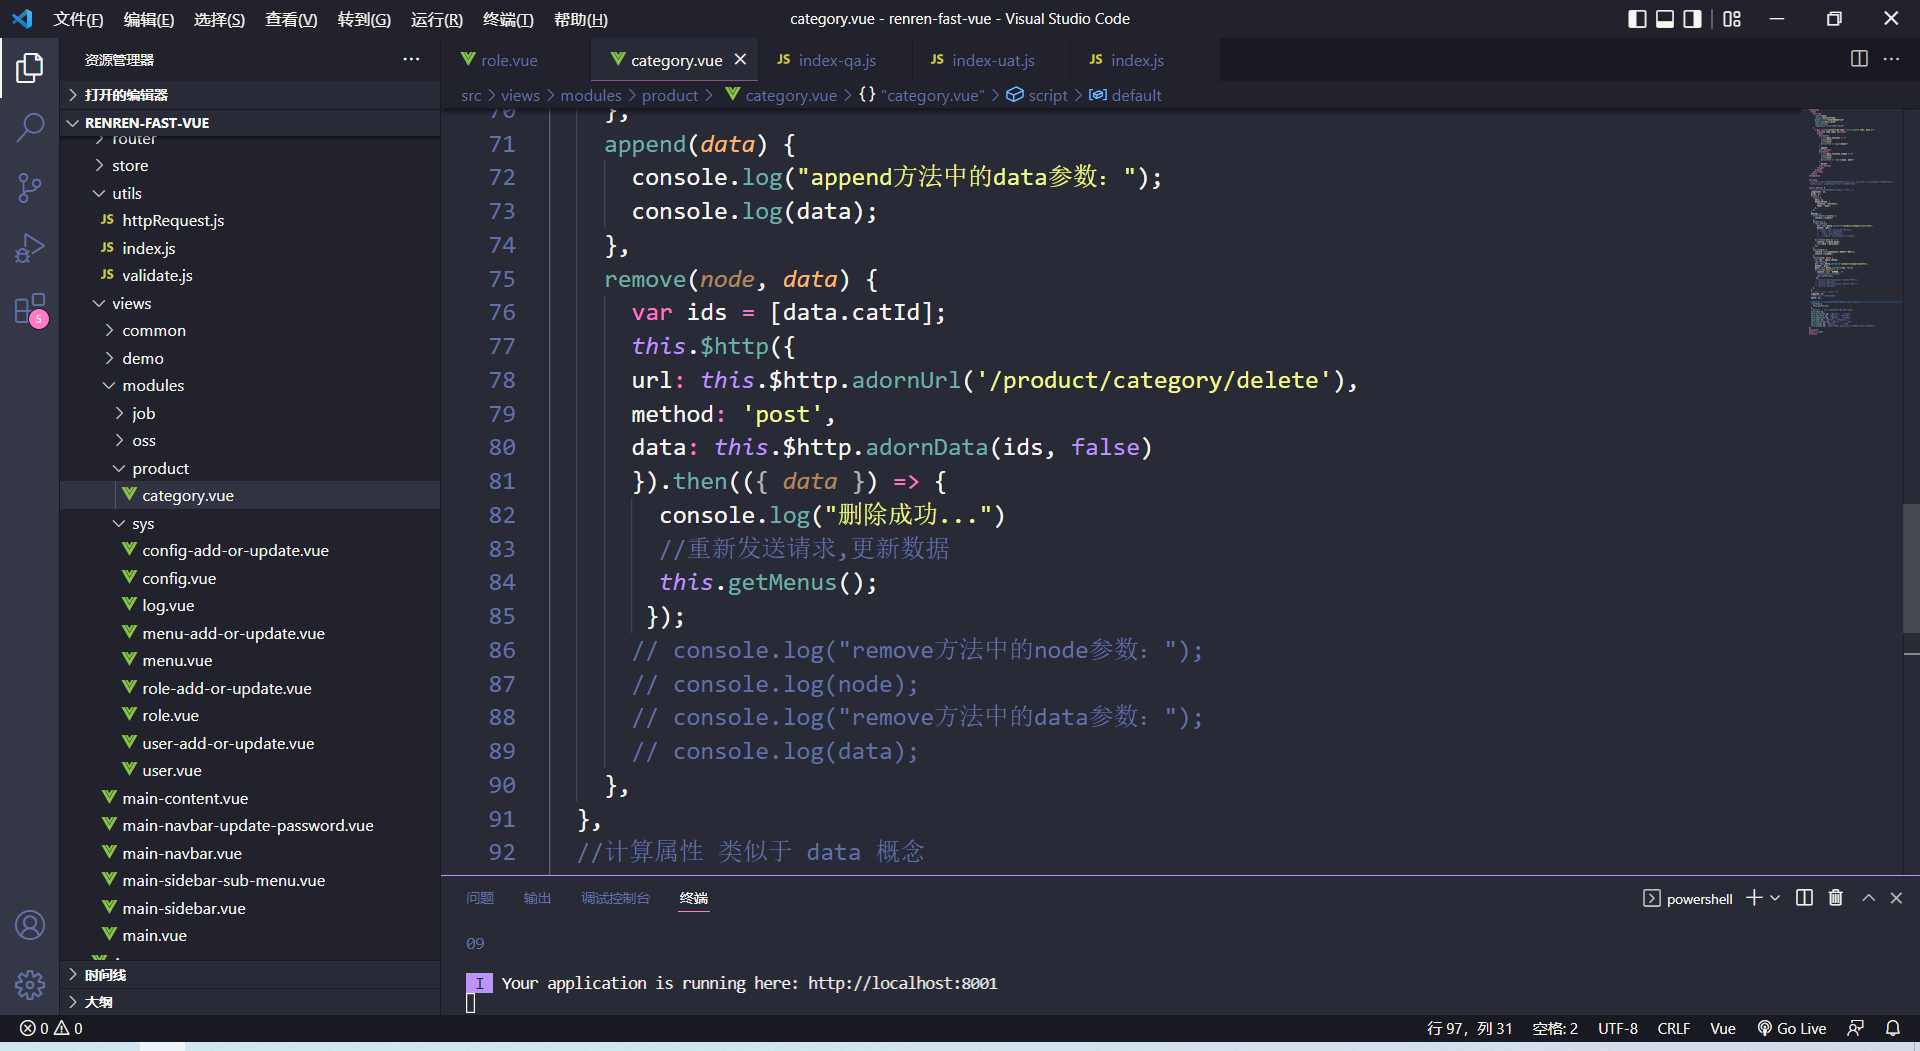 文件(F) 编辑(E) 选择(S) 查看(V) 转到(G) 运行(R) 终端(T) 帮助(H)
category.vue - renren-fast-vue - Visual Studio Code
资源管理器
打开的编辑器
RENREN-FAST-VUE
router
store
utils
JS httpRequest.js
JS index.js
JS validate.js
views
common
demo
modules
job
oss
product
category.vue
sys
config-add-or-update.vue
config.vue
log.vue
menu-add-or-update.vue
menu.vue
role-add-or-update.vue
role.vue
user-add-or-update.vue
user.vue
main-content.vue
main-navbar-update-password.vue
main-navbar.vue
main-sidebar-sub-menu.vue
main-sidebar.vue
main.vue
时间线
大纲
5
role.vue
category.vue
JS index-qa.js
JS index-uat.js
JS index.js
src > views > modules > product > category.vue > {} "category.vue" > script > default
70 },
71 append(data) {
72 console.log("append方法中的data参数: ");
73 console.log(data);
74 },
75 remove(node, data) {
76 var ids = [data.catId];
77 this.$http({
78 url: this.$http.adornUrl('/product/category/delete'),
79 method: 'post',
80 data: this.$http.adornData(ids, false)
81 }).then(({ data }) => {
82 console.log("删除成功...")
83 //重新发送请求,更新数据
84 this.getMenus();
85 });
86 // console.log("remove方法中的node参数: ");
87 // console.log(node);
88 // console.log("remove方法中的data参数: ");
89 // console.log(data);
90 },
91 },
92 //计算属性 类似于 data 概念
问题 输出 调试控制台 终端
powershell
09
I Your application is running here: http://localhost:8001
0 0
行 97, 列 31 空格: 2 UTF-8 CRLF Vue Go Live